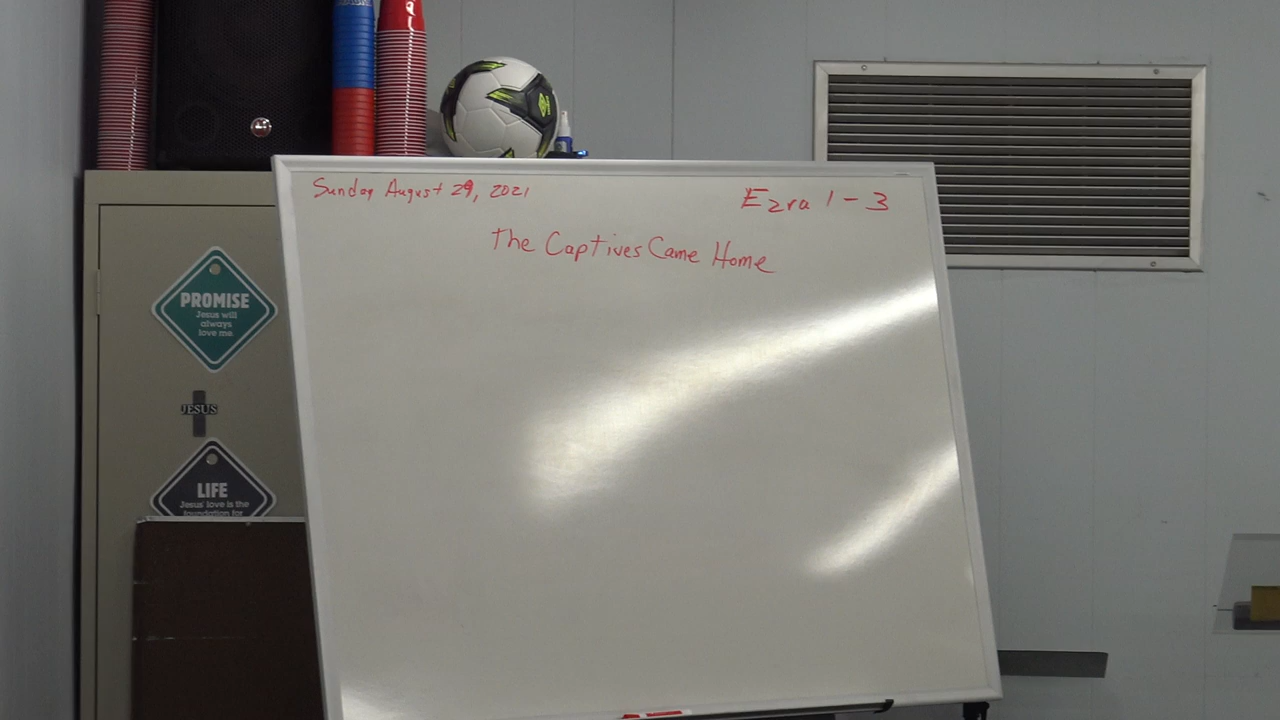 Sunday August 29, 2021
Ezra 1-3
The Captives Came Home
PROMISE
Jesus will
always
love me.
JESUS
LIFE
Jesus' love is the
foundation for